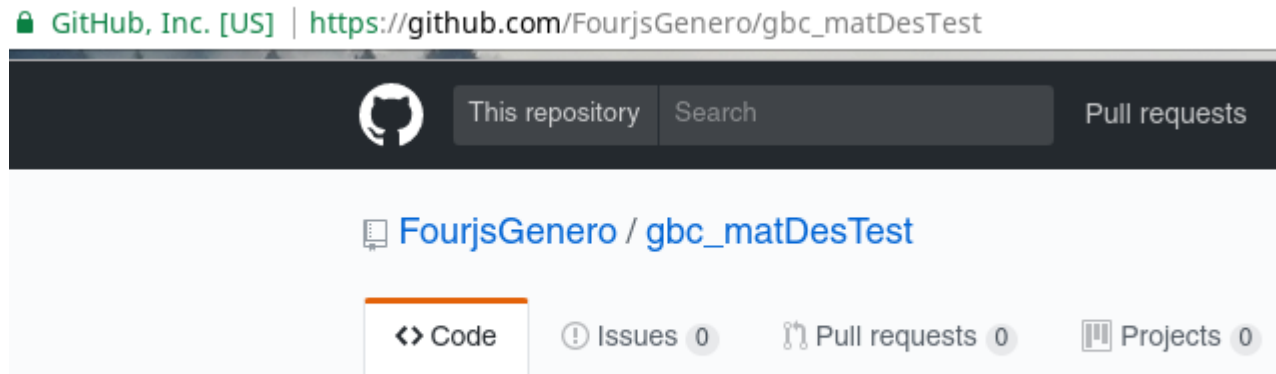 GitHub, Inc. [US] | https://github.com/FourjsGenero/gbc_matDesTest
This repository Search Pull requests
FourjsGenero / gbc_matDesTest
<> Code Issues 0 Pull requests 0 Projects 0